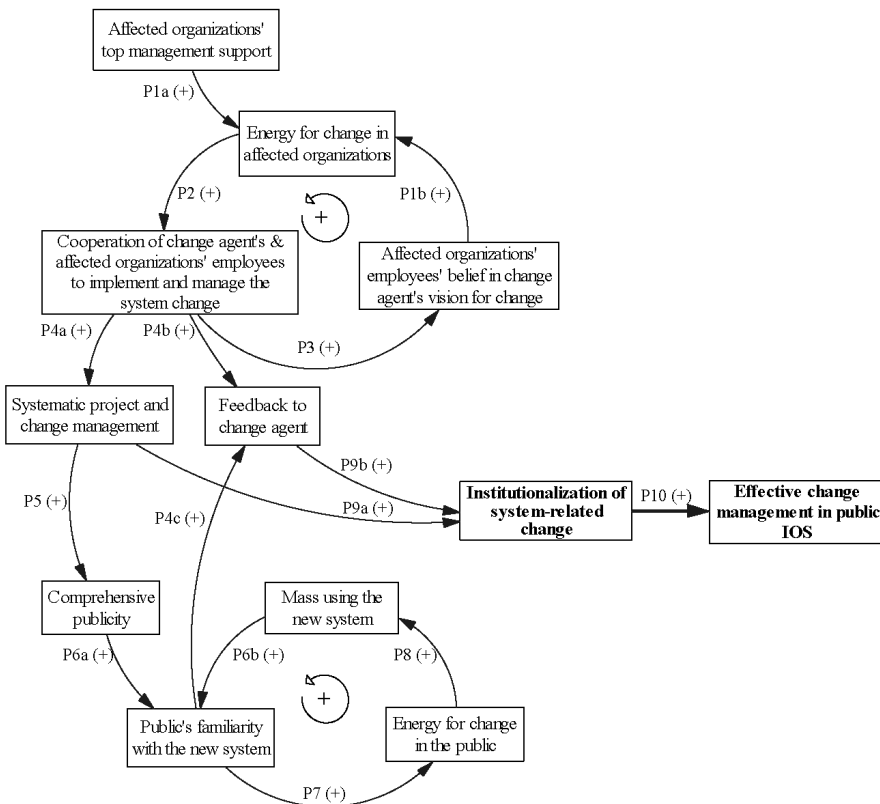 Affected organizations'
top management support
P1a (+)
Energy for change in
affected organizations
P2 (+)
P1b (+)
+
Cooperation of change agent's &
affected organizations' employees
to implement and manage the
system change
Affected organizations'
employees' belief in change
agent's vision for change
P4a (+)
P4b (+)
P3 (+)
Systematic project and
change management
Feedback to
change agent
P9b (+)
P5 (+)
P4c (+)
P9a (+)
Institutionalization of
system-related
change
P10 (+)
Effective change
management in public
IOS
Comprehensive
publicity
Mass using the
new system
P6a (+)
P6b (+)
P8 (+)
+
Public's familiarity
with the new system
Energy for change
in the public
P7 (+)